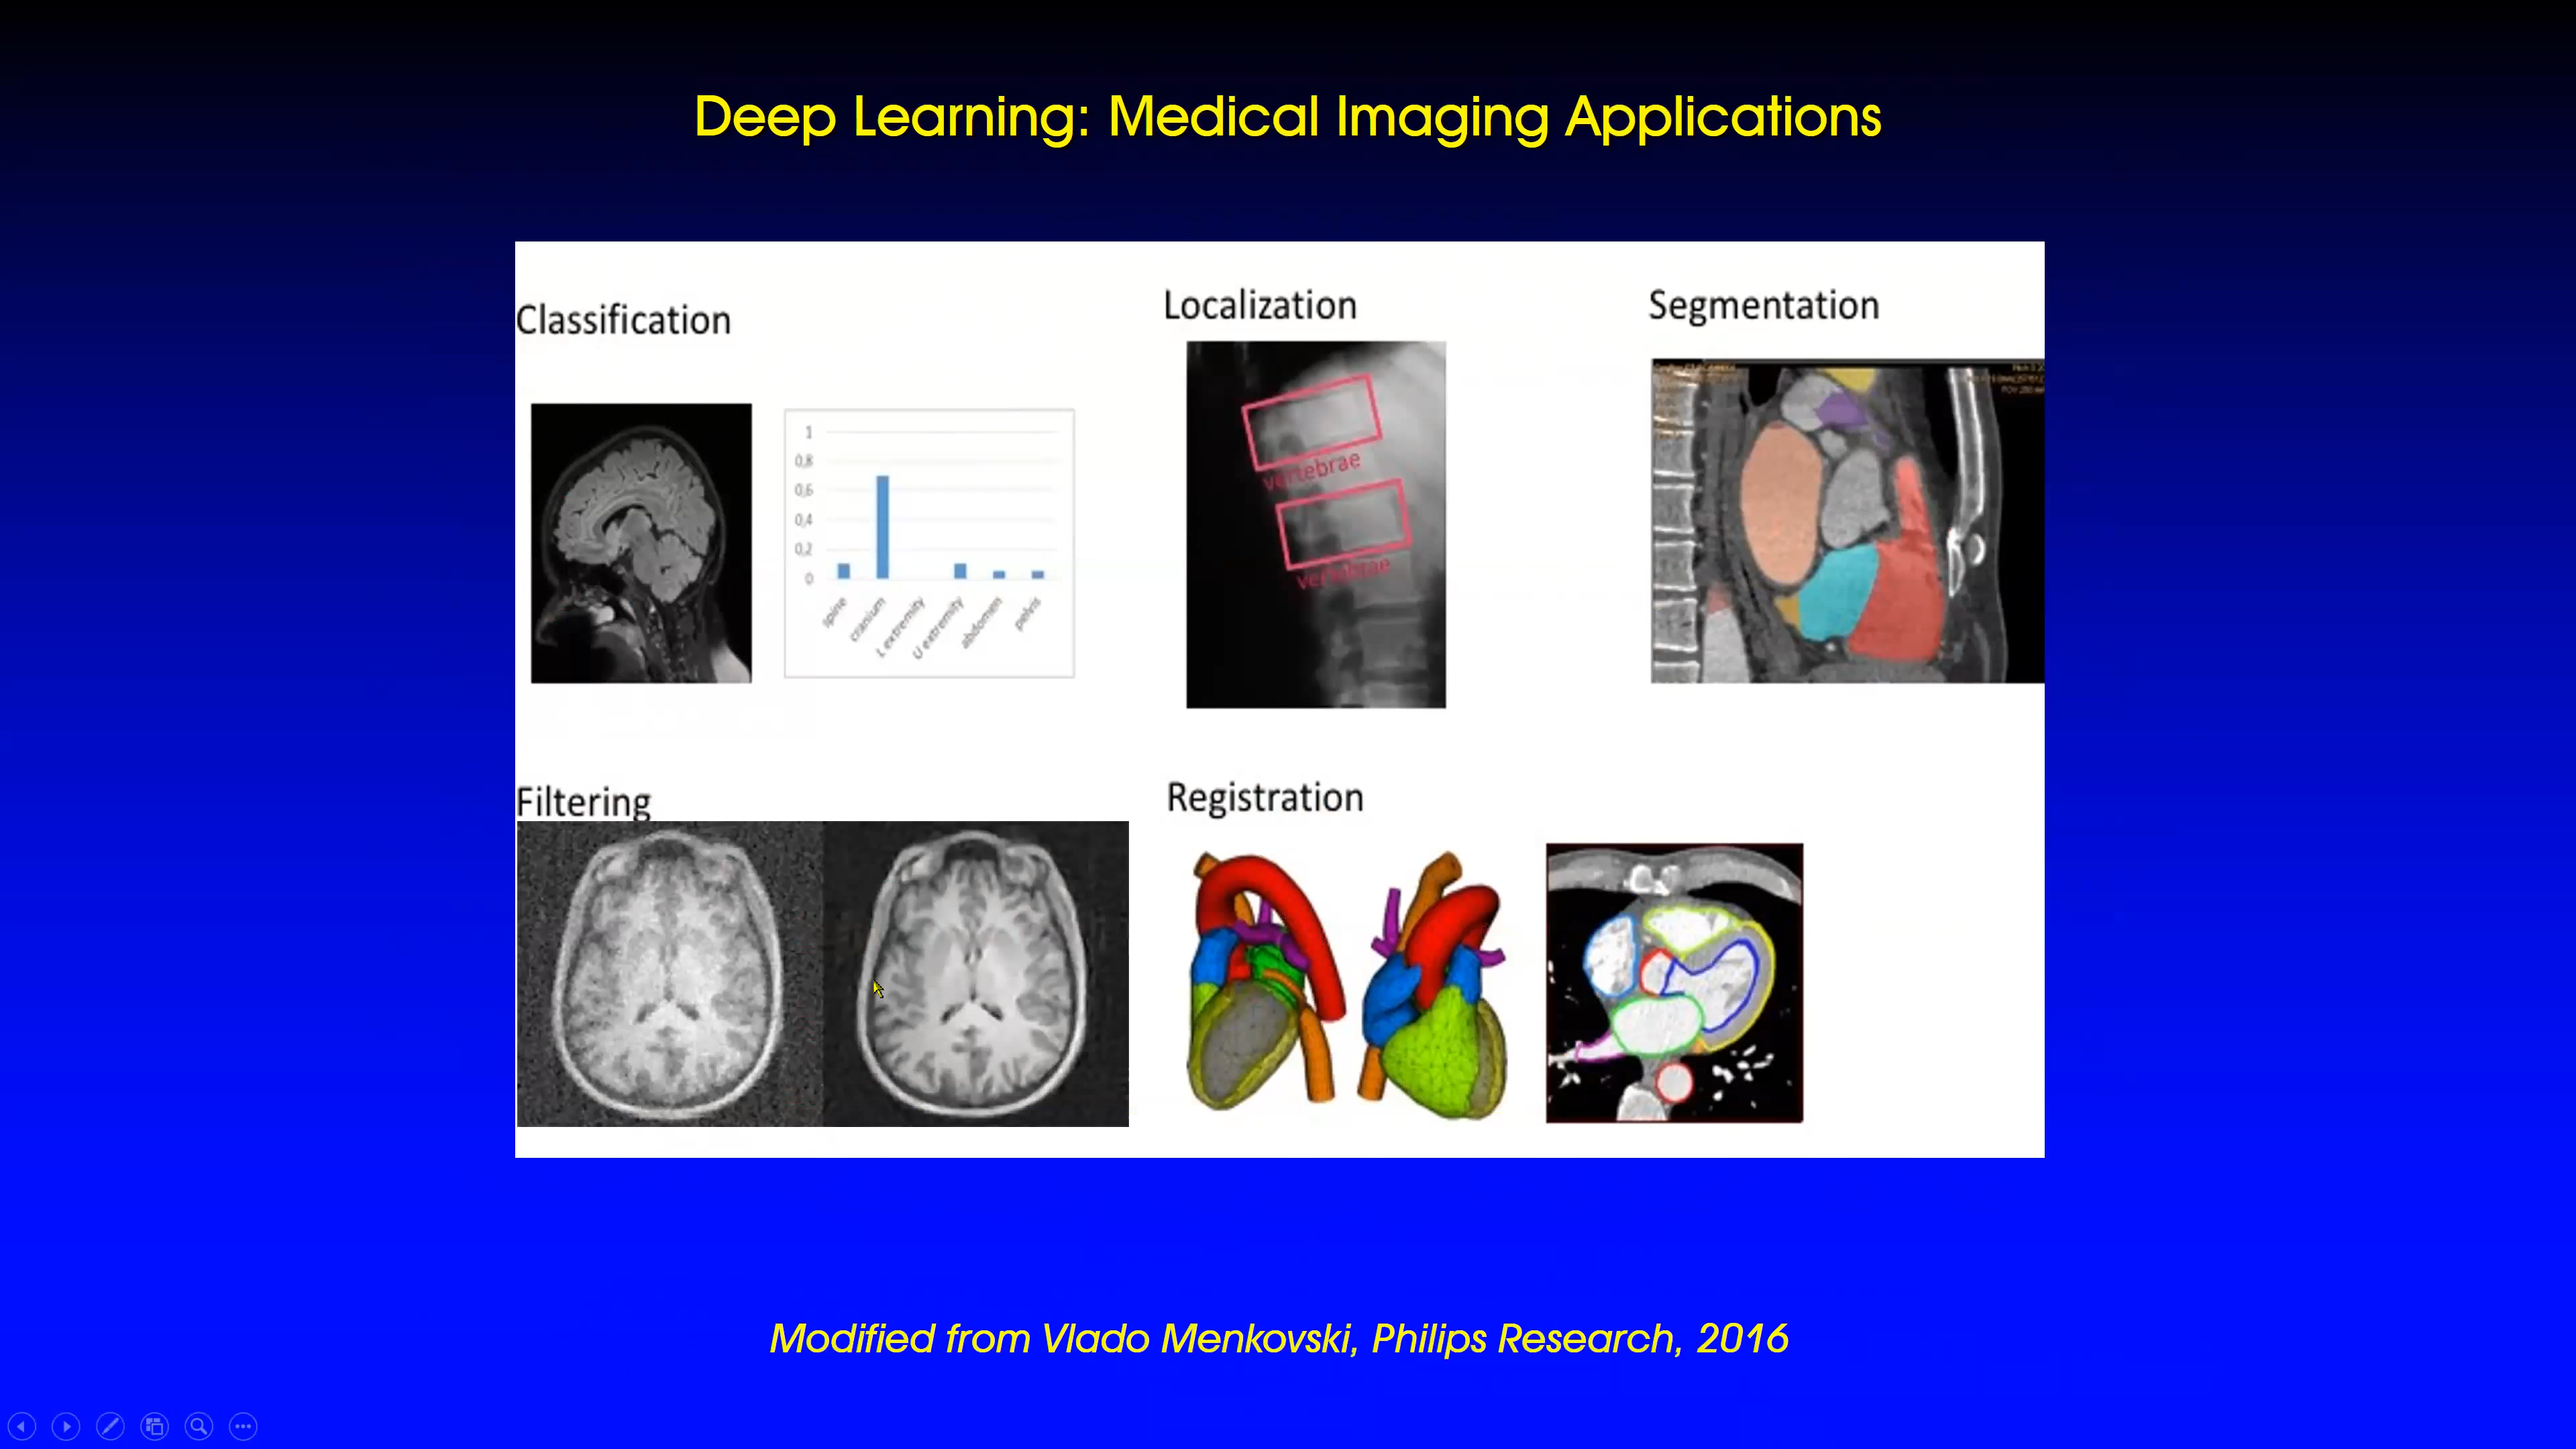 Deep Learning: Medical Imaging Applications
Classification
Localization
Segmentation
1
0,8
0,6
0,4
0,2
0
spine
cranium
L extremity
U extremity
abdomen
pelvis
vertebrae
vertebrae
Filtering
Registration
Modified from Vlado Menkovski, Philips Research, 2016